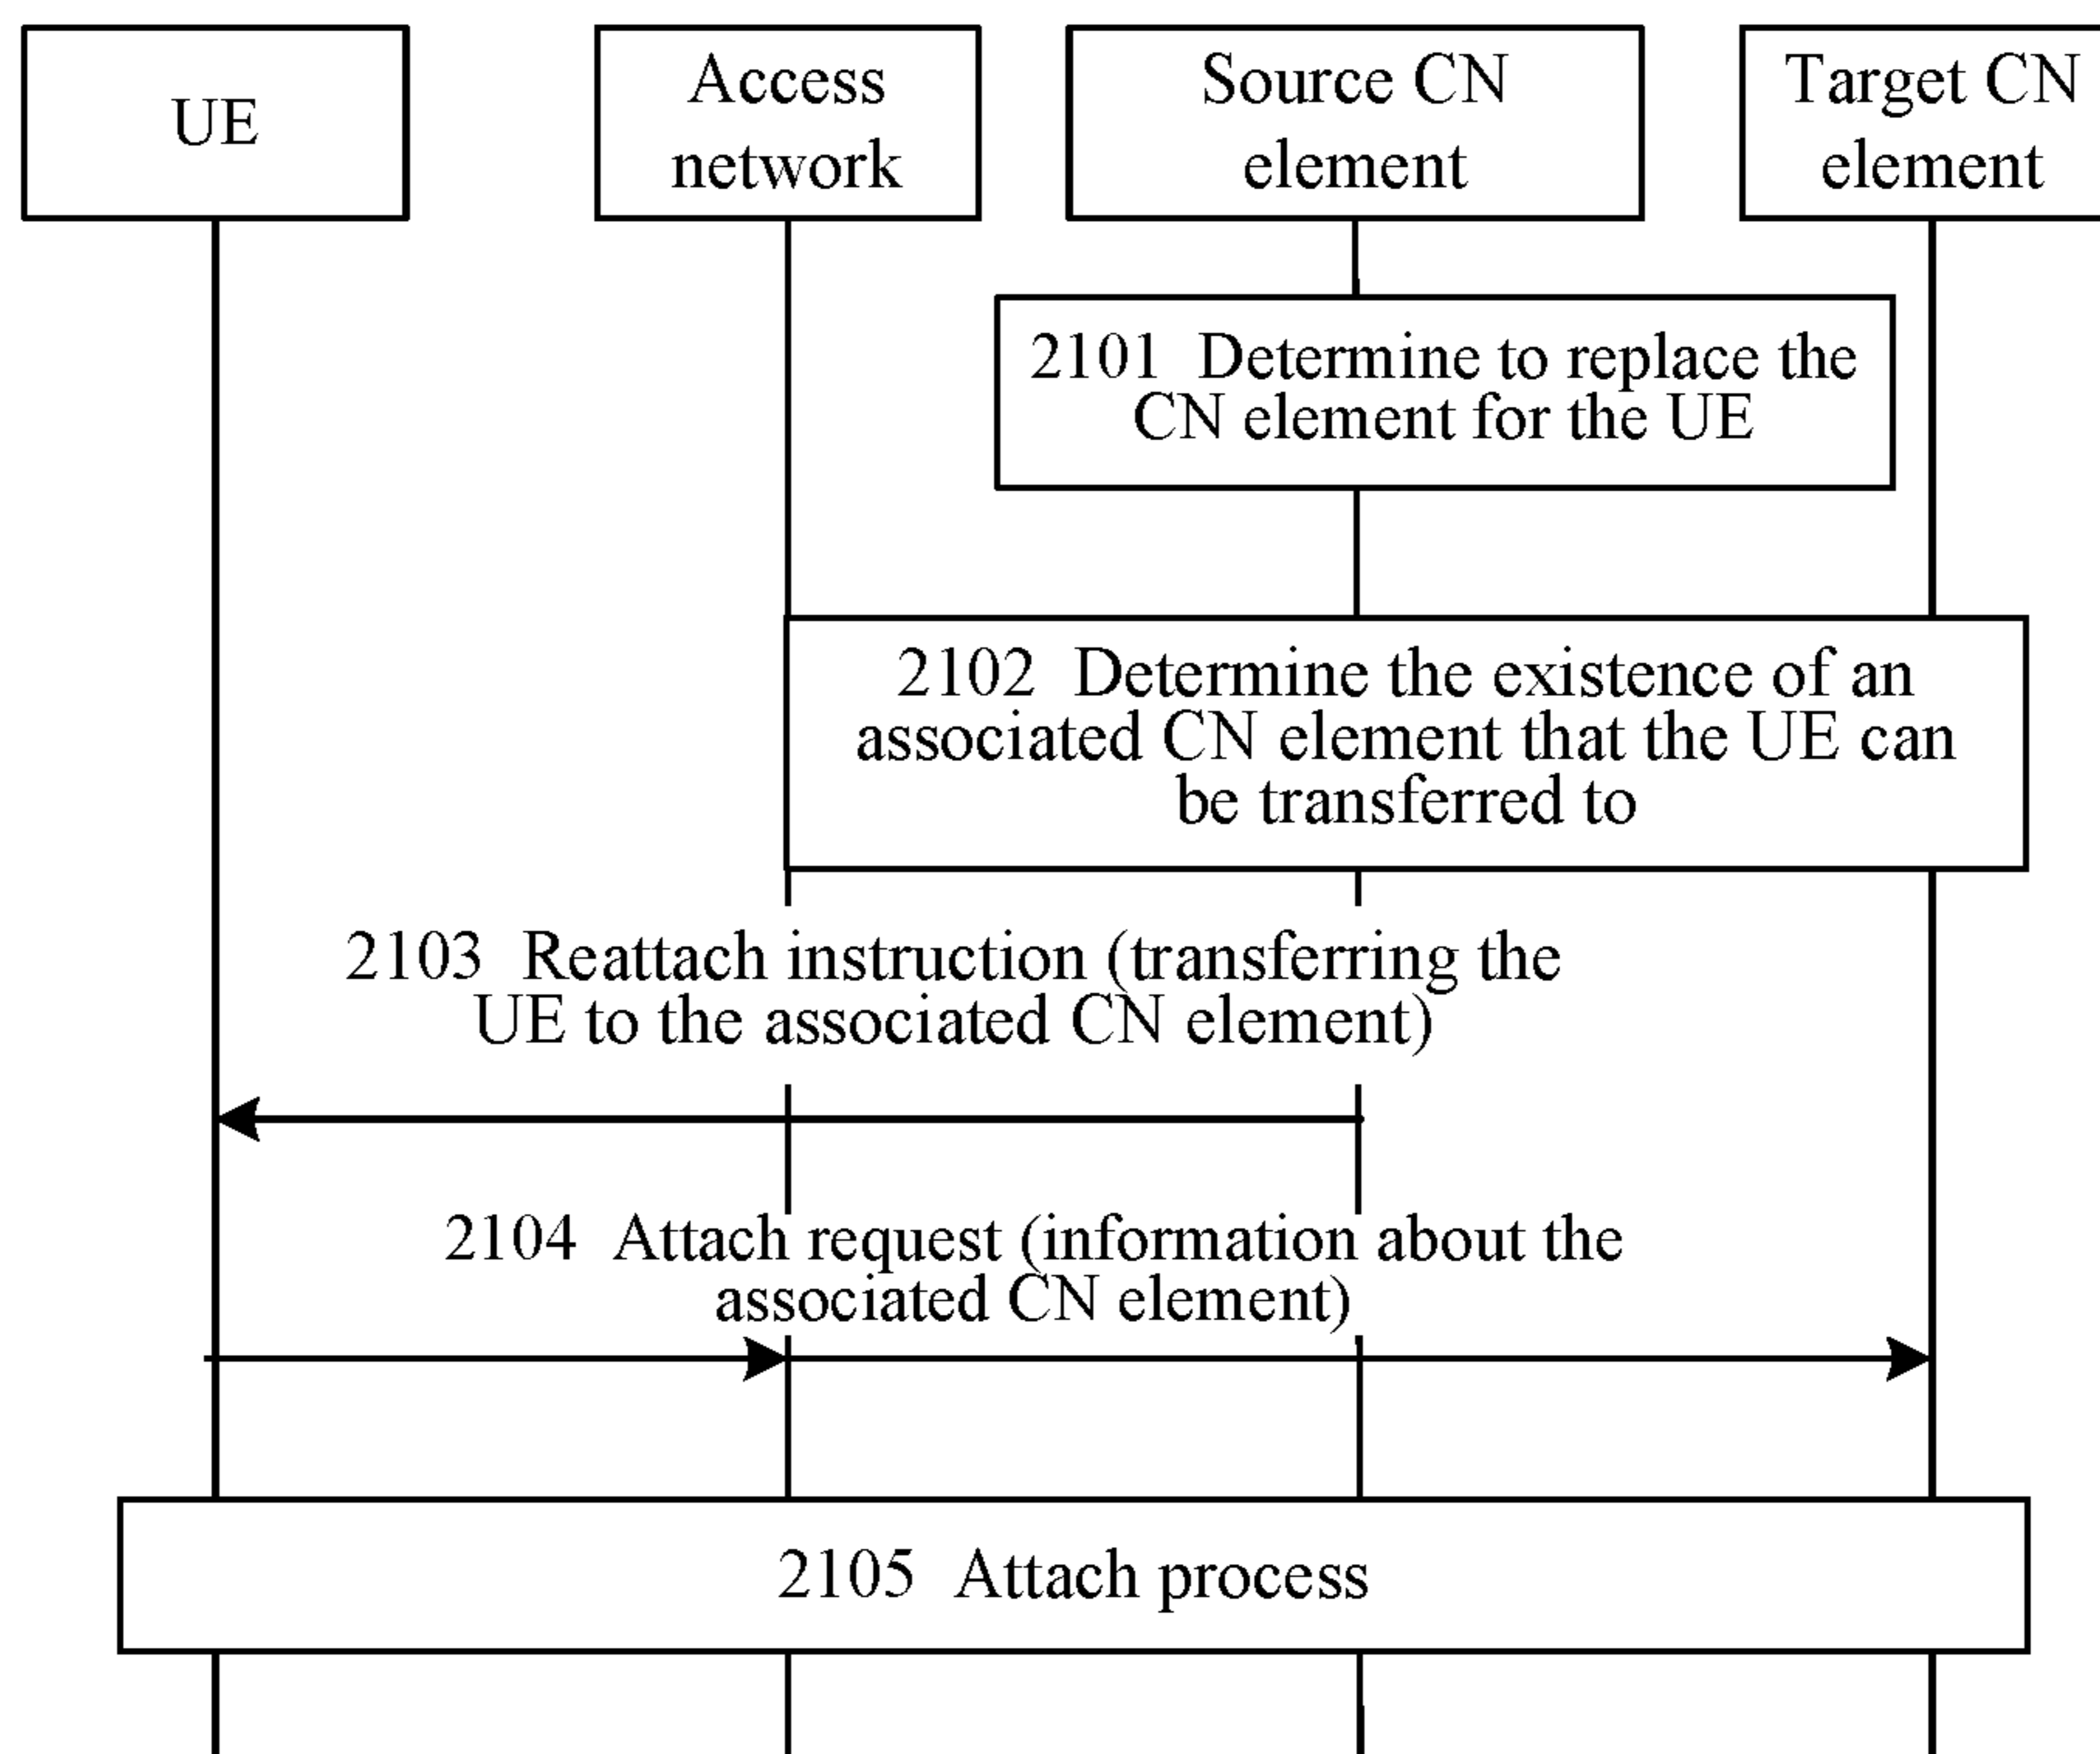 UE
Access
network
Source CN
element
Target CN
element
2101 Determine to replace the
CN element for the UE
2102 Determine the existence of an
associated CN element that the UE can
be transferred to
2103 Reattach instruction (transferring the
UE to the associated CN element)
2104 Attach request (information about the
associated CN element)
2105 Attach process